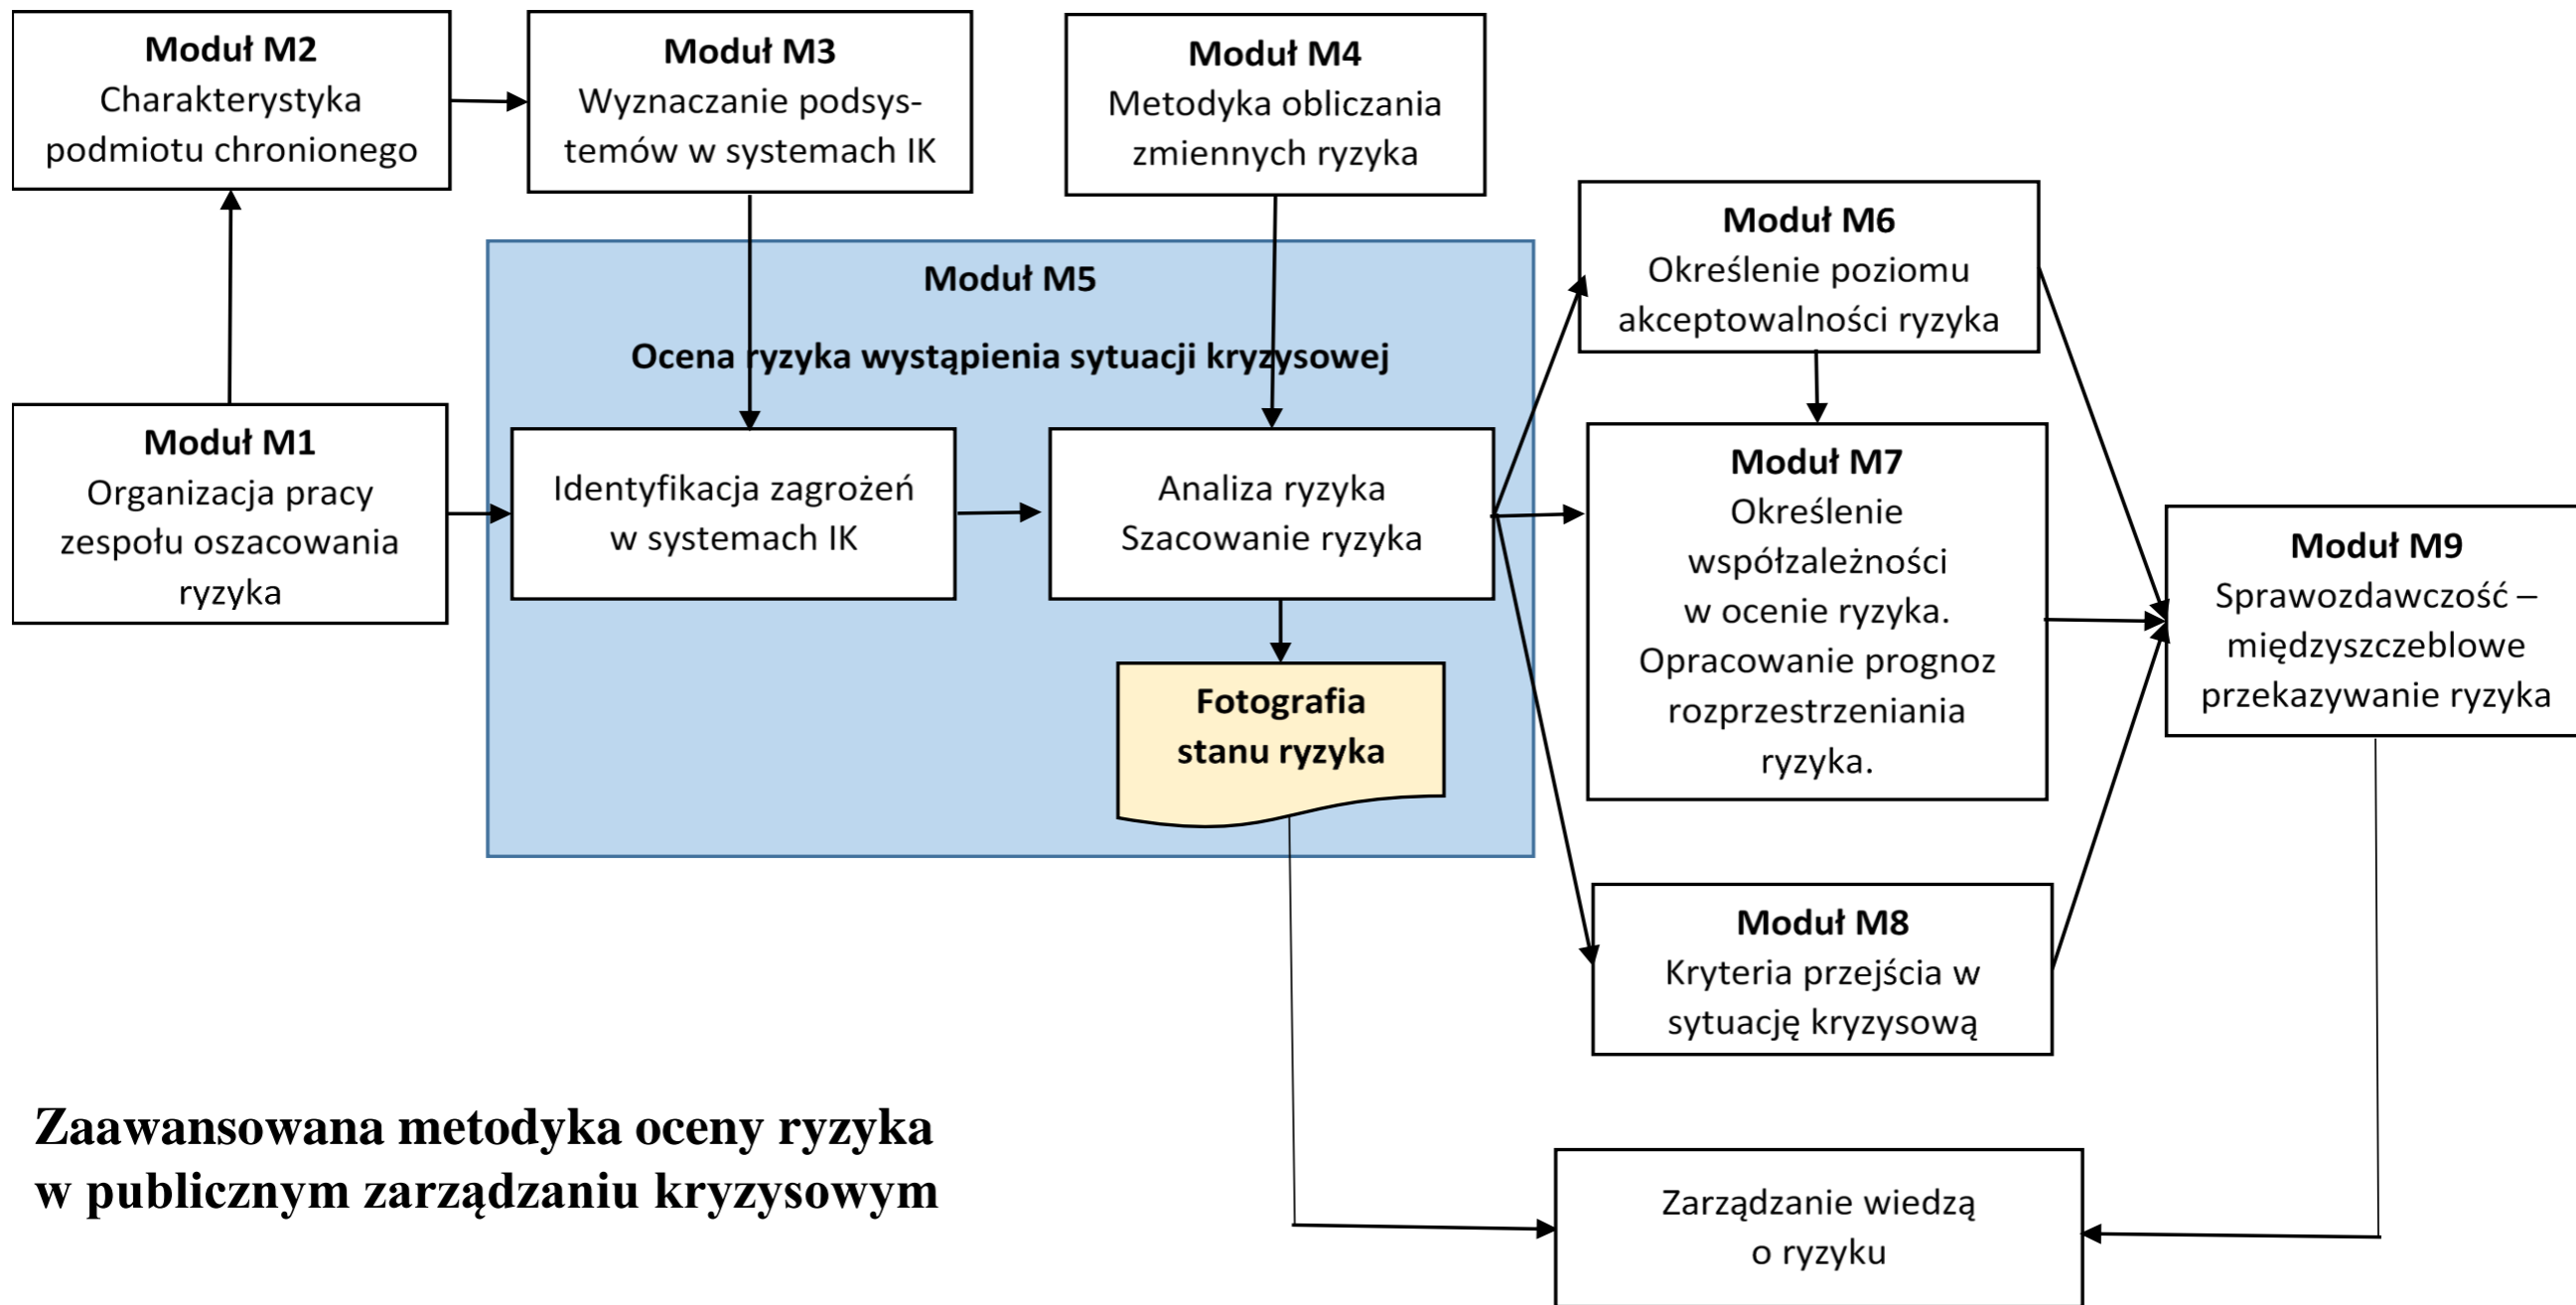 Moduł M2
Charakterystyka
podmiotu chronionego
Moduł M3
Wyznaczanie podsys-
temów w systemach IK
Moduł M4
Metodyka obliczania
zmiennych ryzyka
Moduł M6
Określenie poziomu
akceptowalności ryzyka
Moduł M5
Ocena ryzyka wystąpienia sytuacji kryzysowej
Moduł M1
Organizacja pracy
zespołu oszacowania
ryzyka
Identyfikacja zagrożeń
w systemach IK
Analiza ryzyka
Szacowanie ryzyka
Moduł M7
Określenie
współzależności
w ocenie ryzyka.
Opracowanie prognoz
rozprzestrzeniania
ryzyka.
Moduł M9
Sprawozdawczość –
międzyszczeblowe
przekazywanie ryzyka
Fotografia
stanu ryzyka
Moduł M8
Kryteria przejścia w
sytuację kryzysową
Zaawansowana metodyka oceny ryzyka
w publicznym zarządzaniu kryzysowym
Zarządzanie wiedzą
o ryzyku